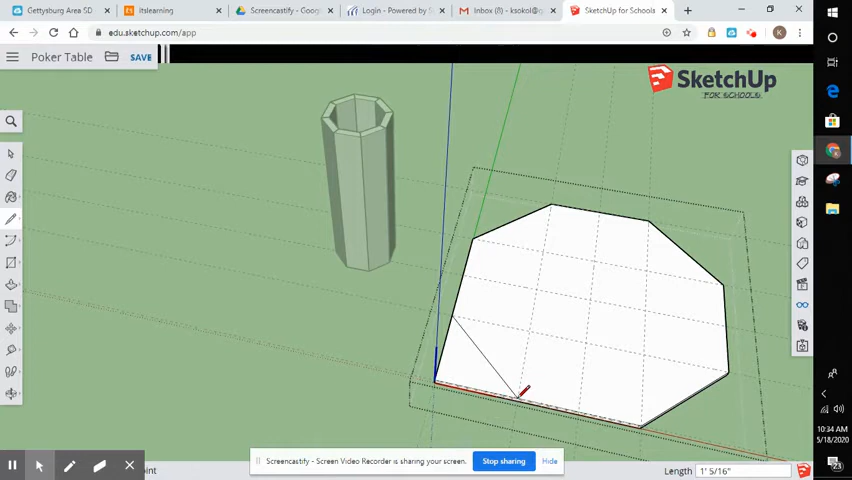 Gettysburg Area SD
Itslearning
Screencastify - Goog
Login - Powered by S
Inbox (8) - ksokol@g
SketchUp for Schools
edu.sketchup.com/app
K
Poker Table
SAVE
SketchUp
FOR SCHOOLS
Screencastify - Screen Video Recorder is sharing your screen.
Stop sharing
Hide
Length
1' 5/16"
10:34 AM
5/18/2020
23